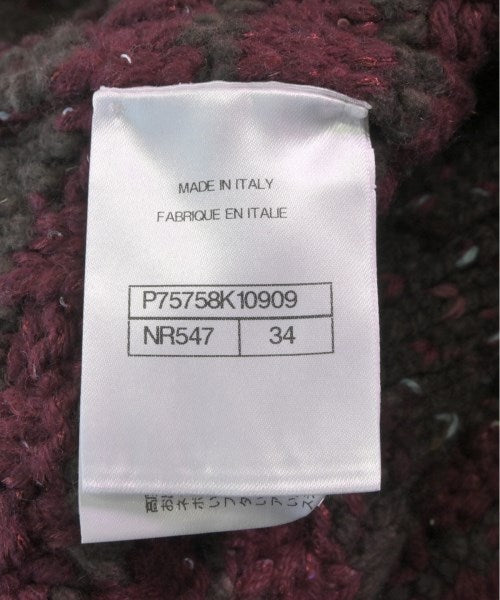 MADE IN ITALY
FABRIQUE EN ITALIE
P75758K10909
NR547 34